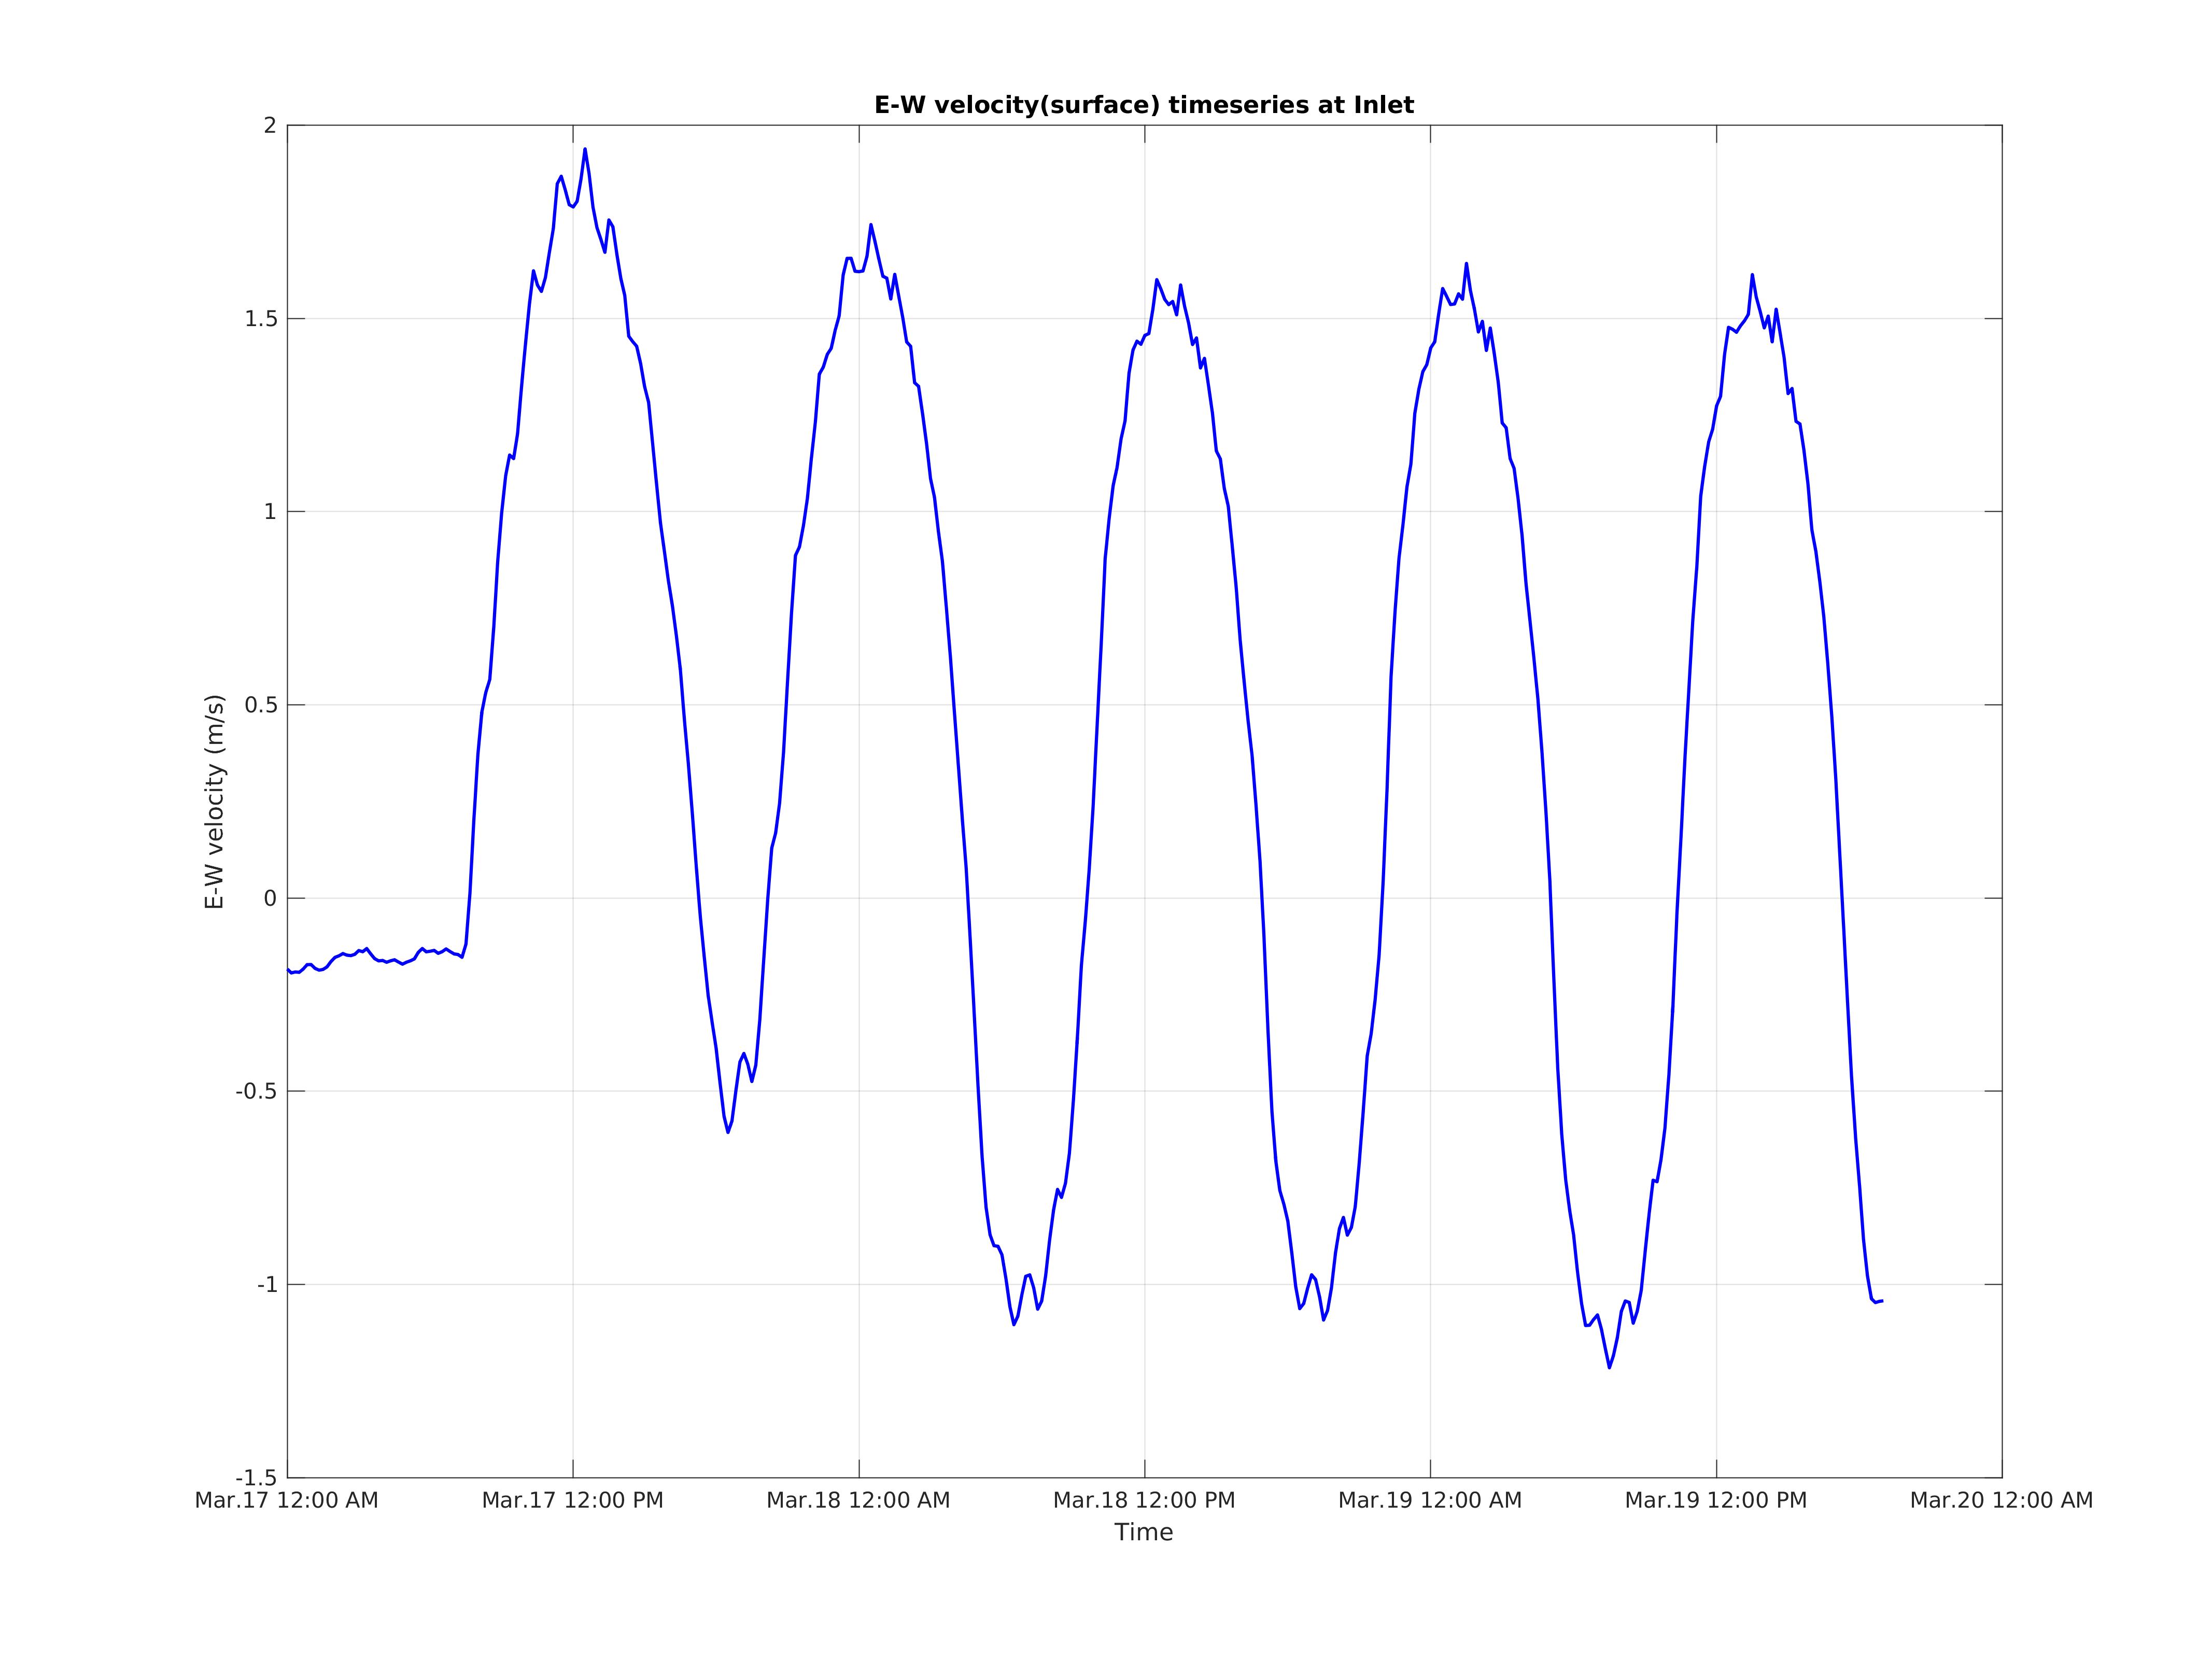 E-W velocity(surface) timeseries at Inlet
2
1.5
1
0.5
0
-0.5
-1
-1.5
E-W velocity (m/s)
Mar.17 12:00 AM
Mar.17 12:00 PM
Mar.18 12:00 AM
Mar.18 12:00 PM
Mar.19 12:00 AM
Mar.19 12:00 PM
Mar.20 12:00 AM
Time